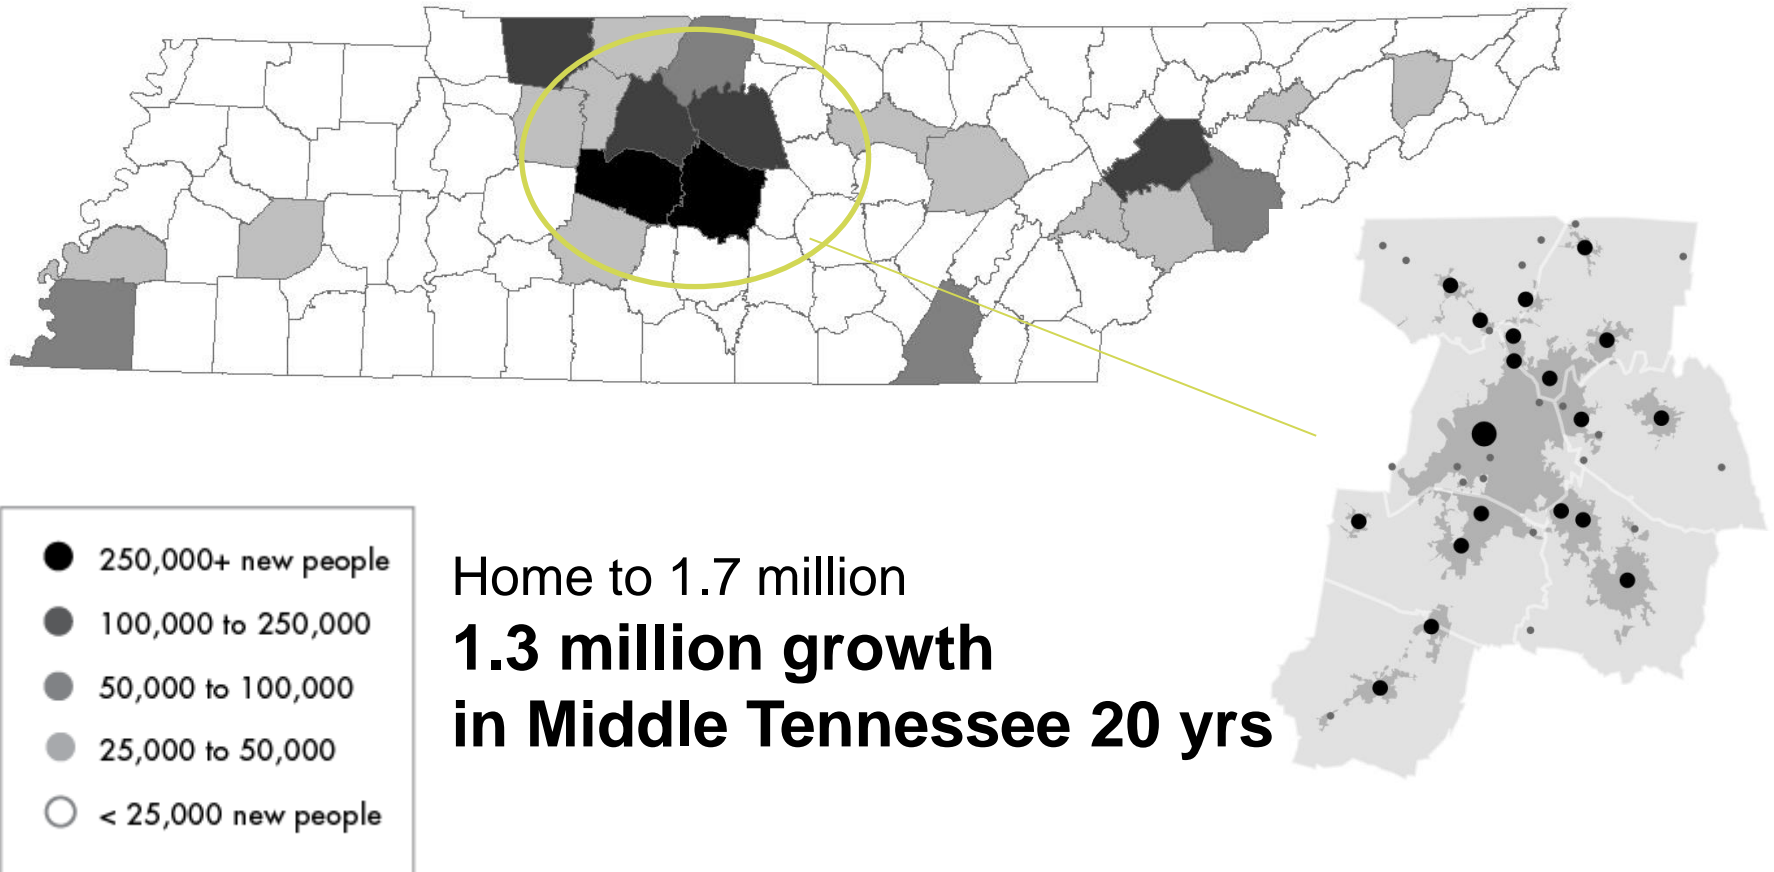 250,000+ new people
100,000 to 250,000
50,000 to 100,000
25,000 to 50,000
< 25,000 new people
Home to 1.7 million
1.3 million growth
in Middle Tennessee 20 yrs